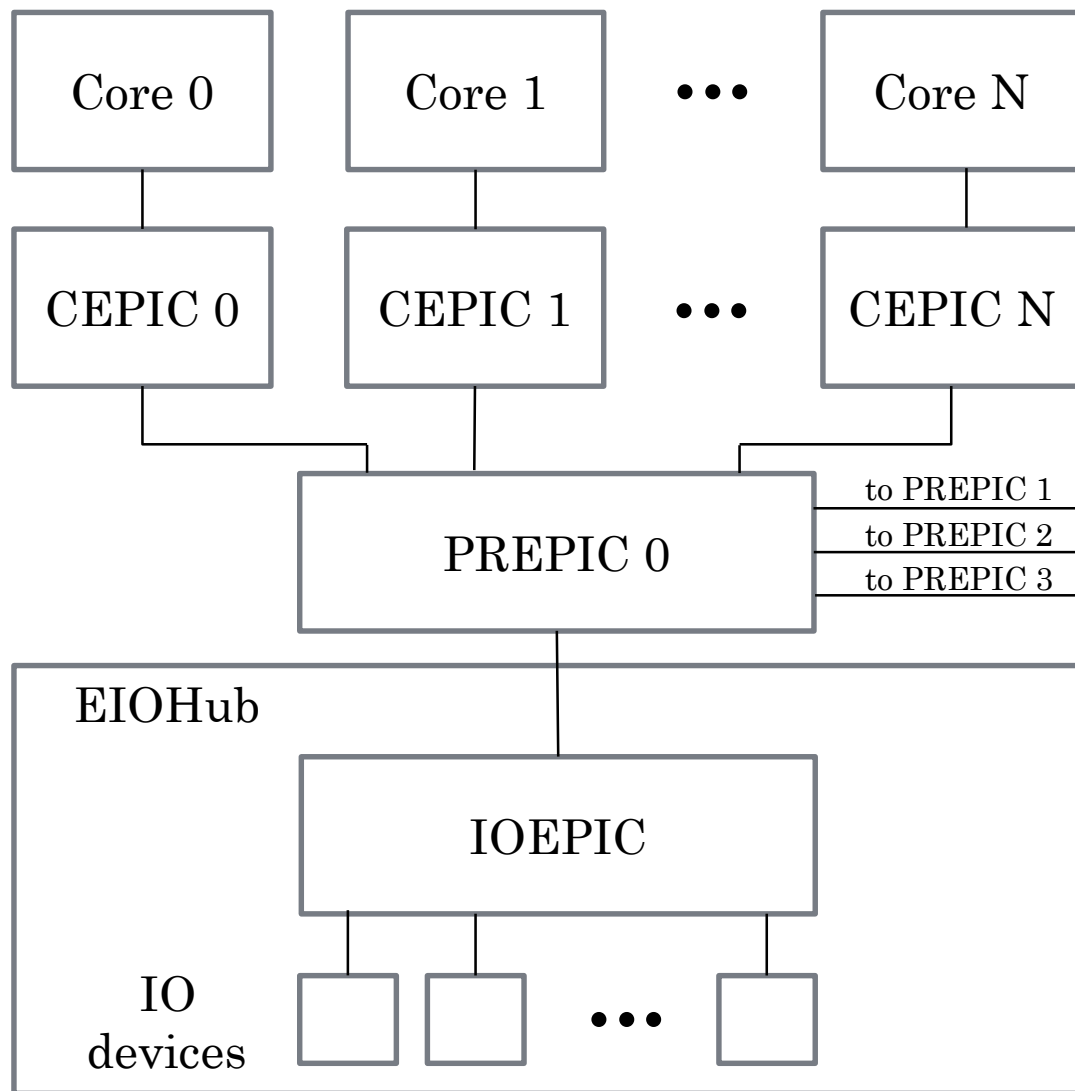 Core 0
Core 1
•••
Core N
CEPIC 0
CEPIC 1
•••
CEPIC N
PREPIC 0
to PREPIC 1
to PREPIC 2
to PREPIC 3
EIOHub
IOEPIC
IO
devices
•••